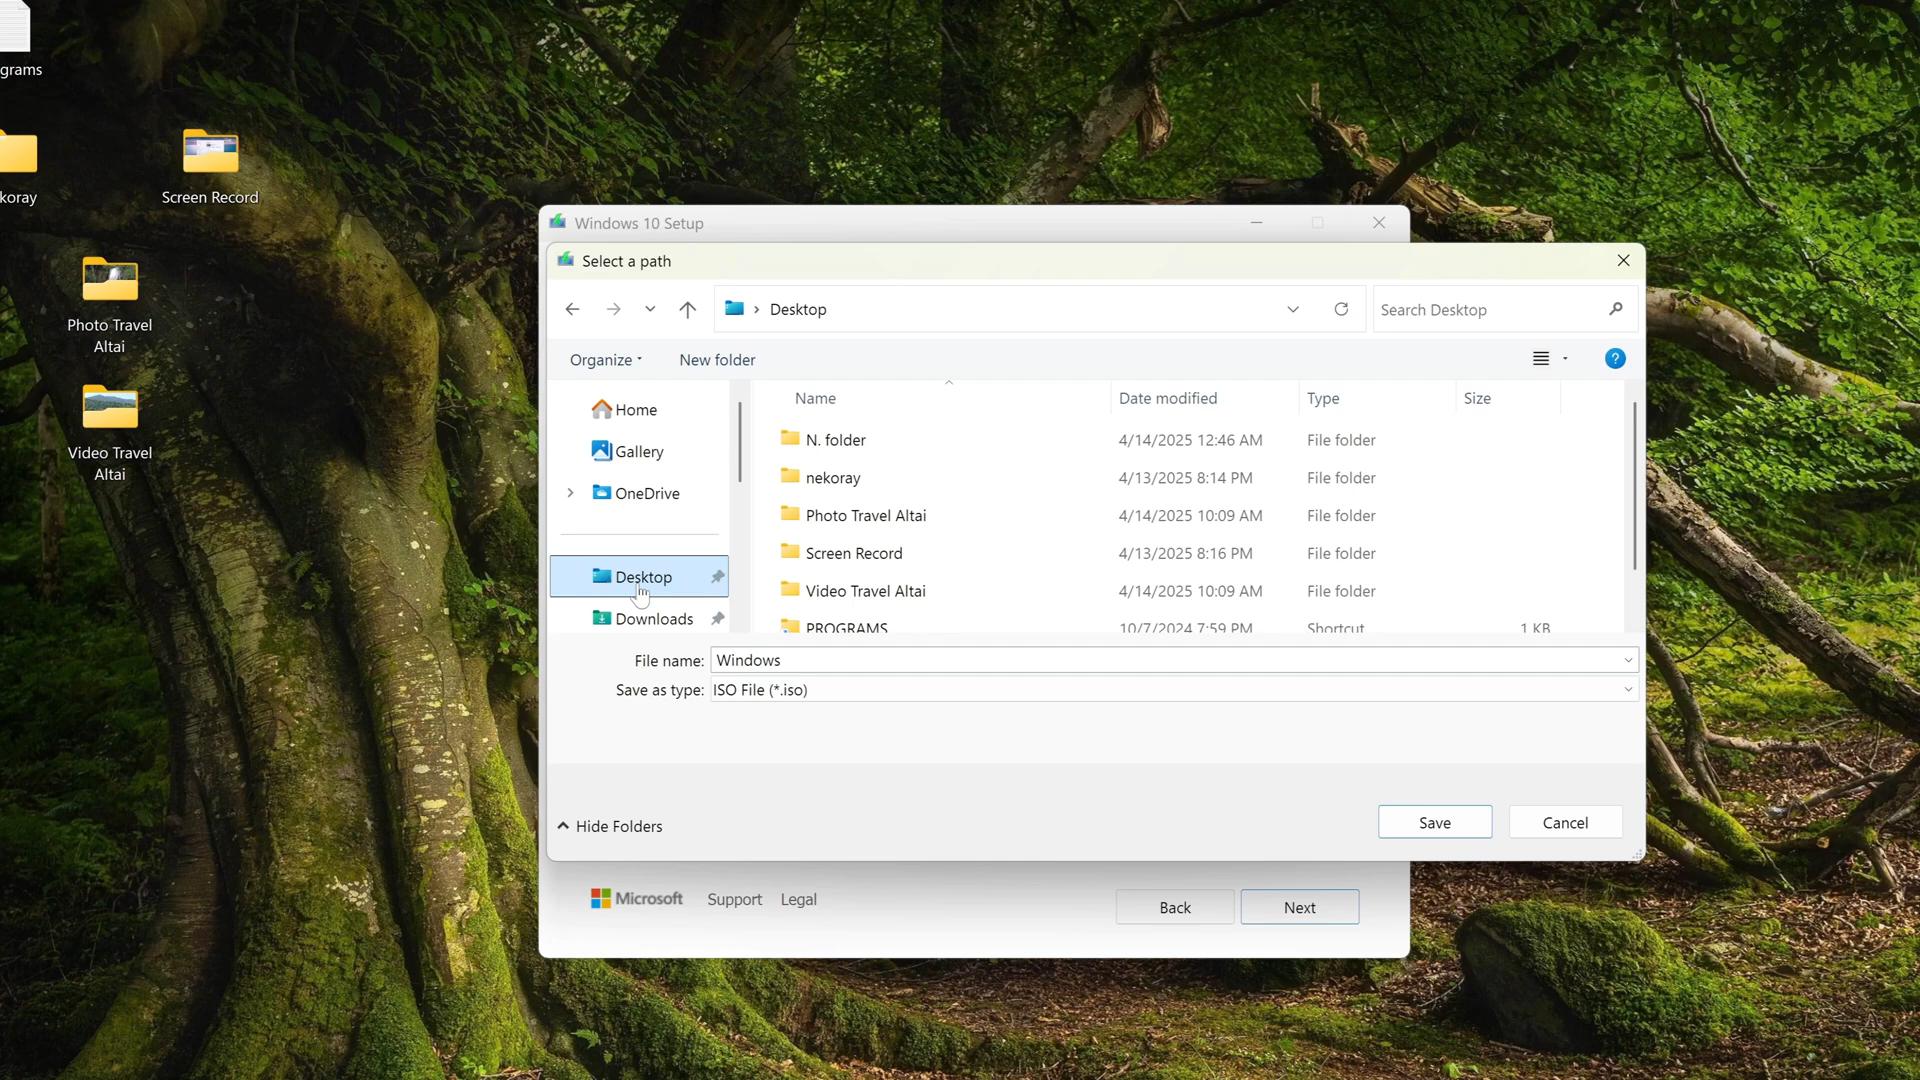 grams
koray
Screen Record
Photo Travel
Altai
Video Travel
Altai
Windows 10 Setup
Select a path
Desktop
Search Desktop
Organize
New folder
?
Home
Gallery
OneDrive
Desktop
Downloads
Name Date modified Type Size
N. folder 4/14/2025 12:46 AM File folder
nekoray 4/13/2025 8:14 PM File folder
Photo Travel Altai 4/14/2025 10:09 AM File folder
Screen Record 4/13/2025 8:16 PM File folder
Video Travel Altai 4/14/2025 10:09 AM File folder
PROGRAMS 10/7/2024 7:59 PM Shortcut 1 KB
File name: Windows
Save as type: ISO File (*.iso)
Hide Folders
Save Cancel
Microsoft Support Legal
Back Next